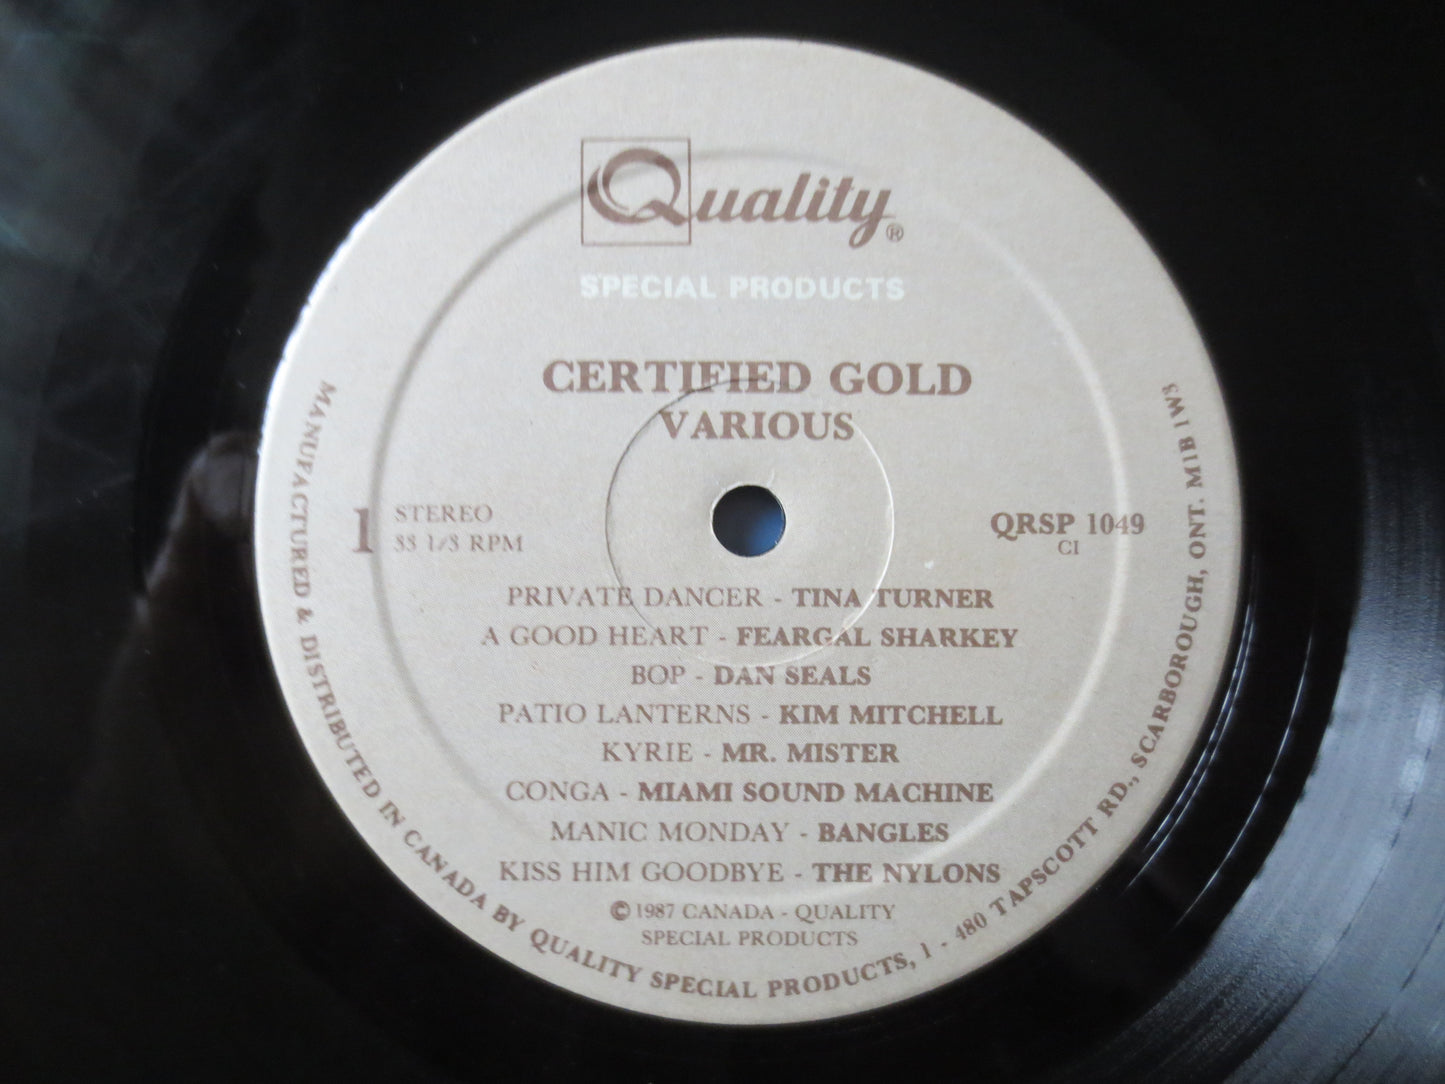 Quality®
SPECIAL PRODUCTS
CERTIFIED GOLD
VARIOUS
1
STEREO
33 1/3 RPM
QRSP 1049
CI
PRIVATE DANCER - TINA TURNER
A GOOD HEART - FEARGAL SHARKEY
BOP - DAN SEALS
PATIO LANTERNS - KIM MITCHELL
KYRIE - MR. MISTER
CONGA - MIAMI SOUND MACHINE
MANIC MONDAY - BANGLES
KISS HIM GOODBYE - THE NYLONS
© 1987 CANADA - QUALITY
SPECIAL PRODUCTS
MANUFACTURED & DISTRIBUTED IN CANADA BY QUALITY SPECIAL PRODUCTS, 1 - 480 TAPSCOTT RD., SCARBOROUGH, ONT. M1B 1W3